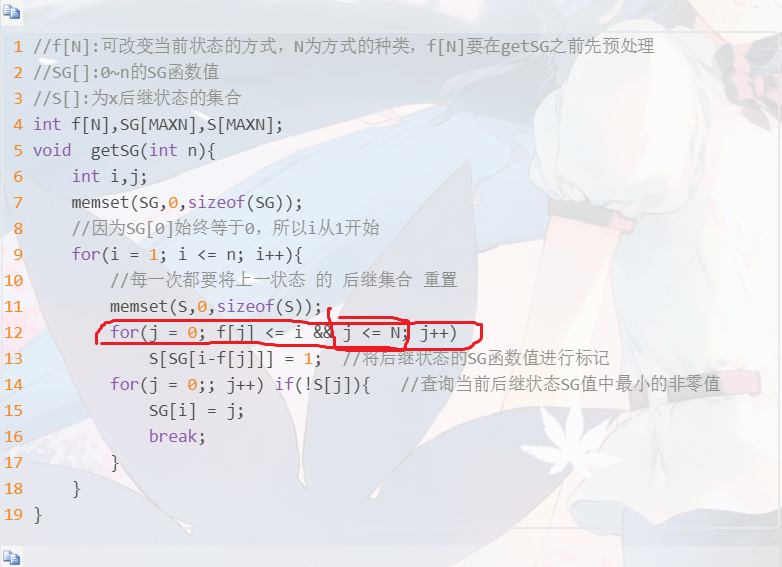 1 //f[N]:可改变当前状态的方式，N为方式的种类，f[N]要在getSG之前先预处理
2 //SG[]:0~n的SG函数值
3 //S[]:为x后继状态的集合
4 int f[N],SG[MAXN],S[MAXN];
5 void  getSG(int n){
6     int i,j;
7     memset(SG,0,sizeof(SG));
8     //因为SG[0]始终等于0，所以i从1开始
9     for(i = 1; i <= n; i++){
10         //每一次都要将上一状态 的 后继集合 重置
11         memset(S,0,sizeof(S));
12         for(j = 0; f[j] <= i && j <= N; j++)
13             S[SG[i-f[j]]] = 1;  //将后继状态的SG函数值进行标记
14         for(j = 0;; j++) if(!S[j]){   //查询当前后继状态SG值中最小的非零值
15             SG[i] = j;
16             break;
17         }
18     }
19 }